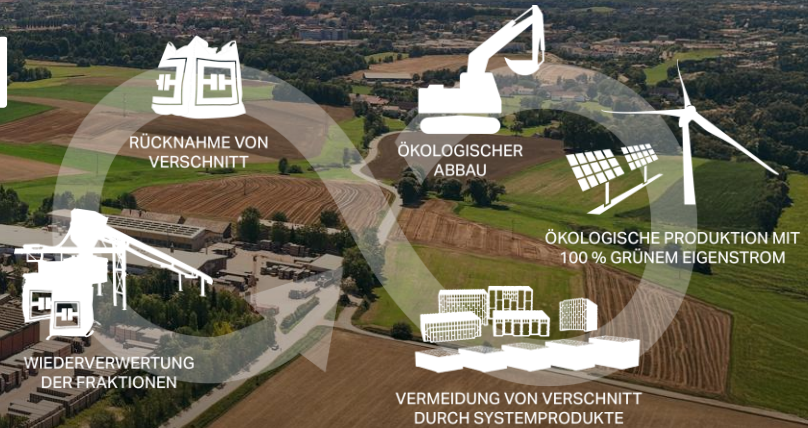 RÜCKNAHME VON
VERSCHNITT
ÖKOLOGISCHER
ABBAU
ÖKOLOGISCHE PRODUKTION MIT
100 % GRÜNEM EIGENSTROM
WIEDERVERWERTUNG
DER FRAKTIONEN
VERMEIDUNG VON VERSCHNITT
DURCH SYSTEMPRODUKTE